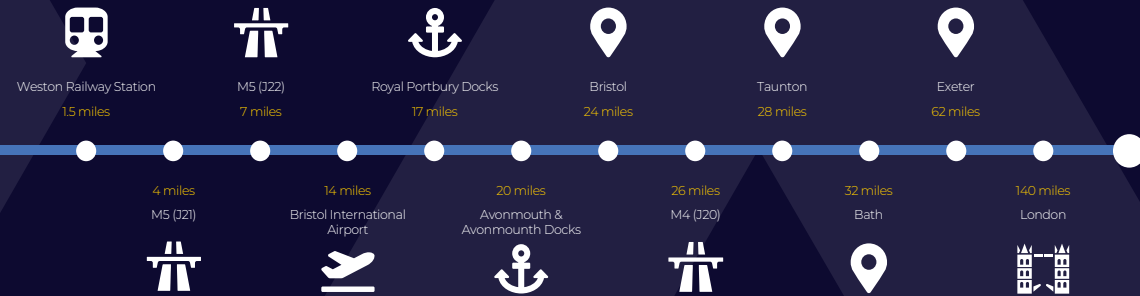 Weston Railway Station
1.5 miles
M5 (J22)
7 miles
Royal Portbury Docks
17 miles
Bristol
24 miles
Taunton
28 miles
Exeter
62 miles
4 miles
M5 (J21)
14 miles
Bristol International
Airport
20 miles
Avonmouth &
Avonmounth Docks
26 miles
M4 (J20)
32 miles
Bath
140 miles
London